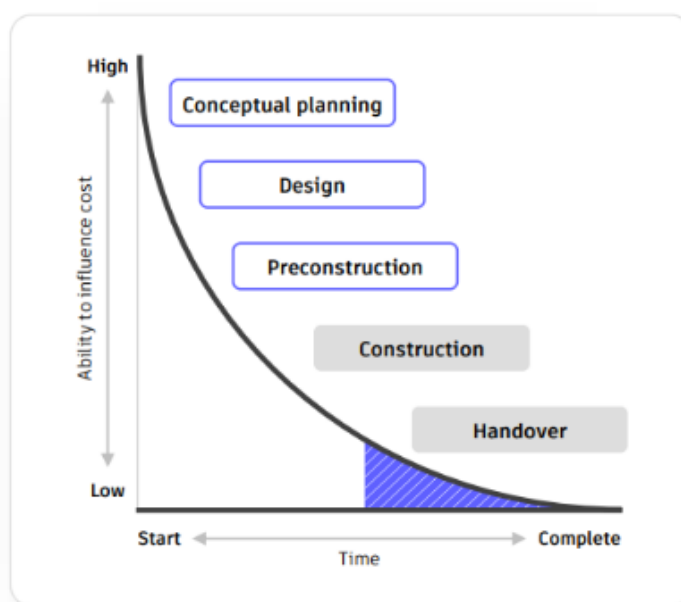 High
Conceptual planning
Design
Preconstruction
Ability to influence cost
Construction
Handover
Low
Start
Complete
Time